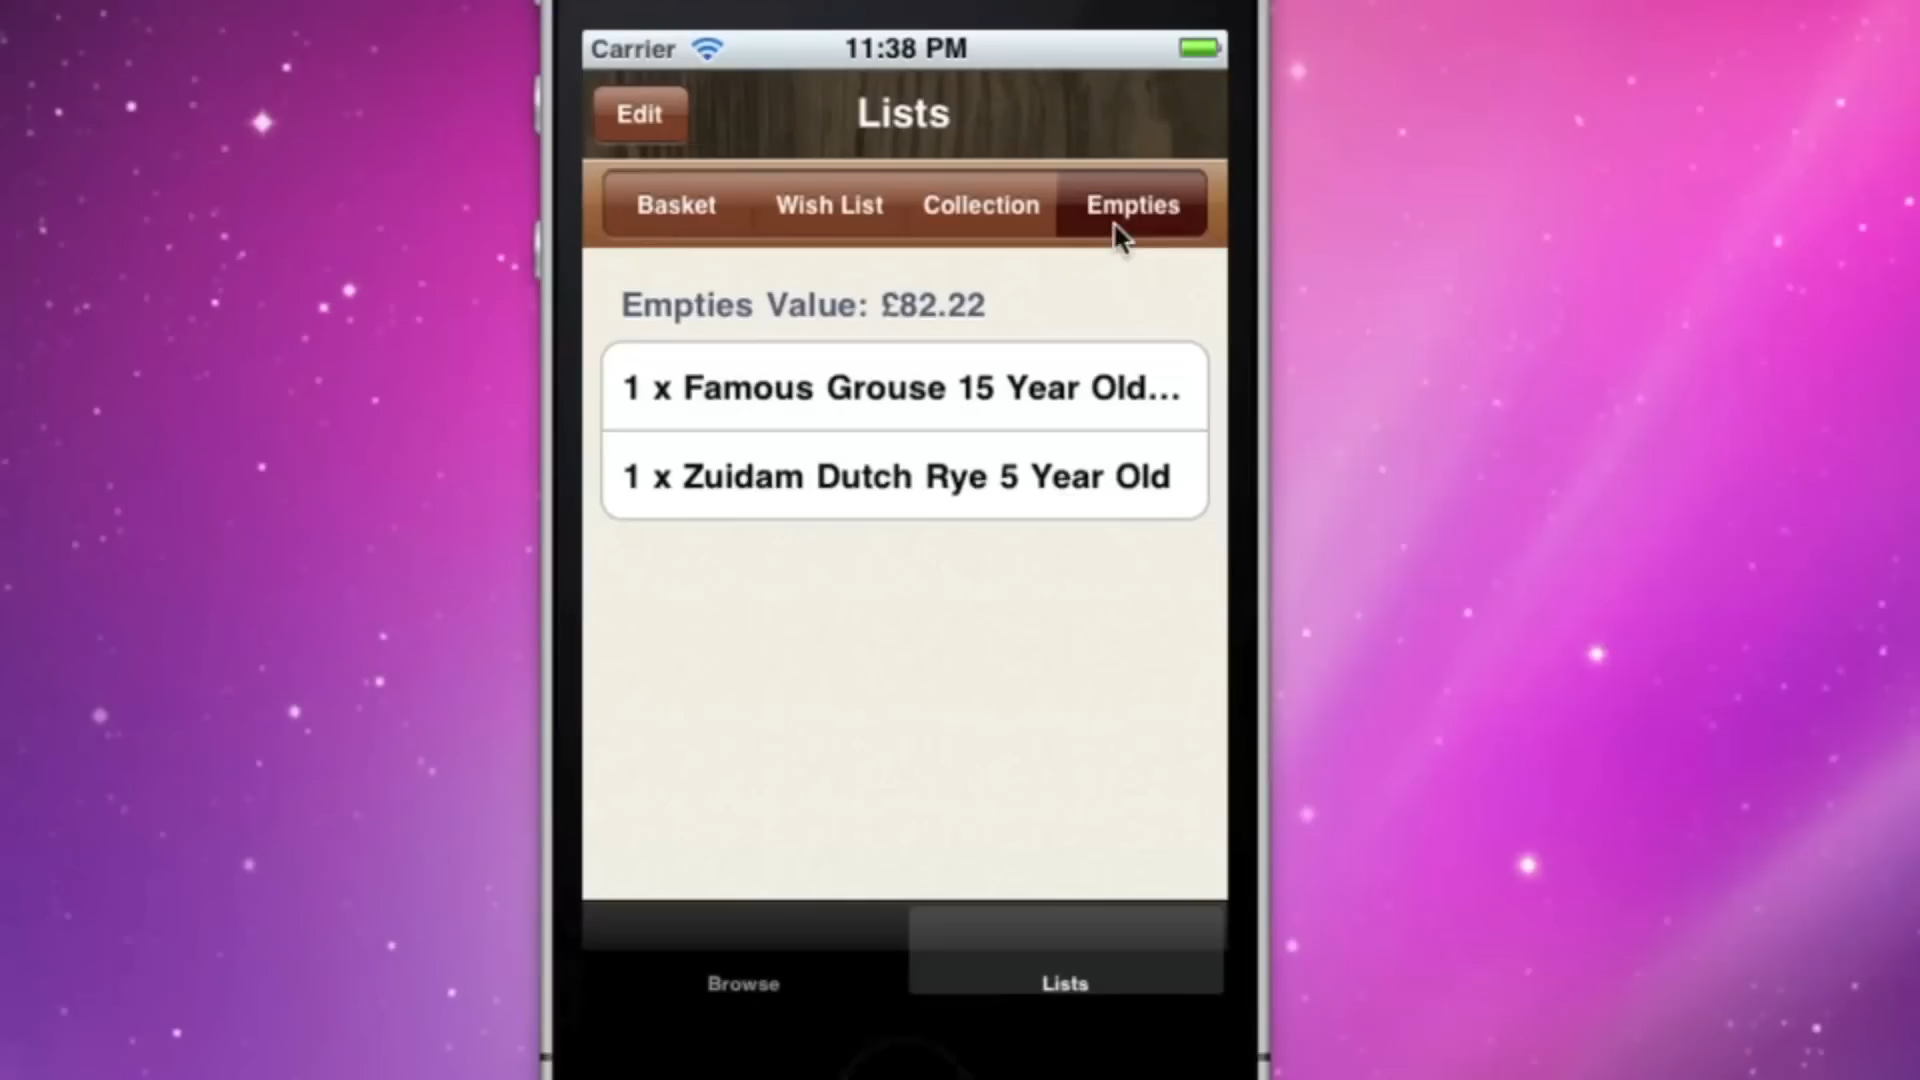 Carrier 11:38 PM
Edit Lists
Basket Wish List Collection Empties
Empties Value: £82.22
1 x Famous Grouse 15 Year Old...
1 x Zuidam Dutch Rye 5 Year Old
Browse Lists